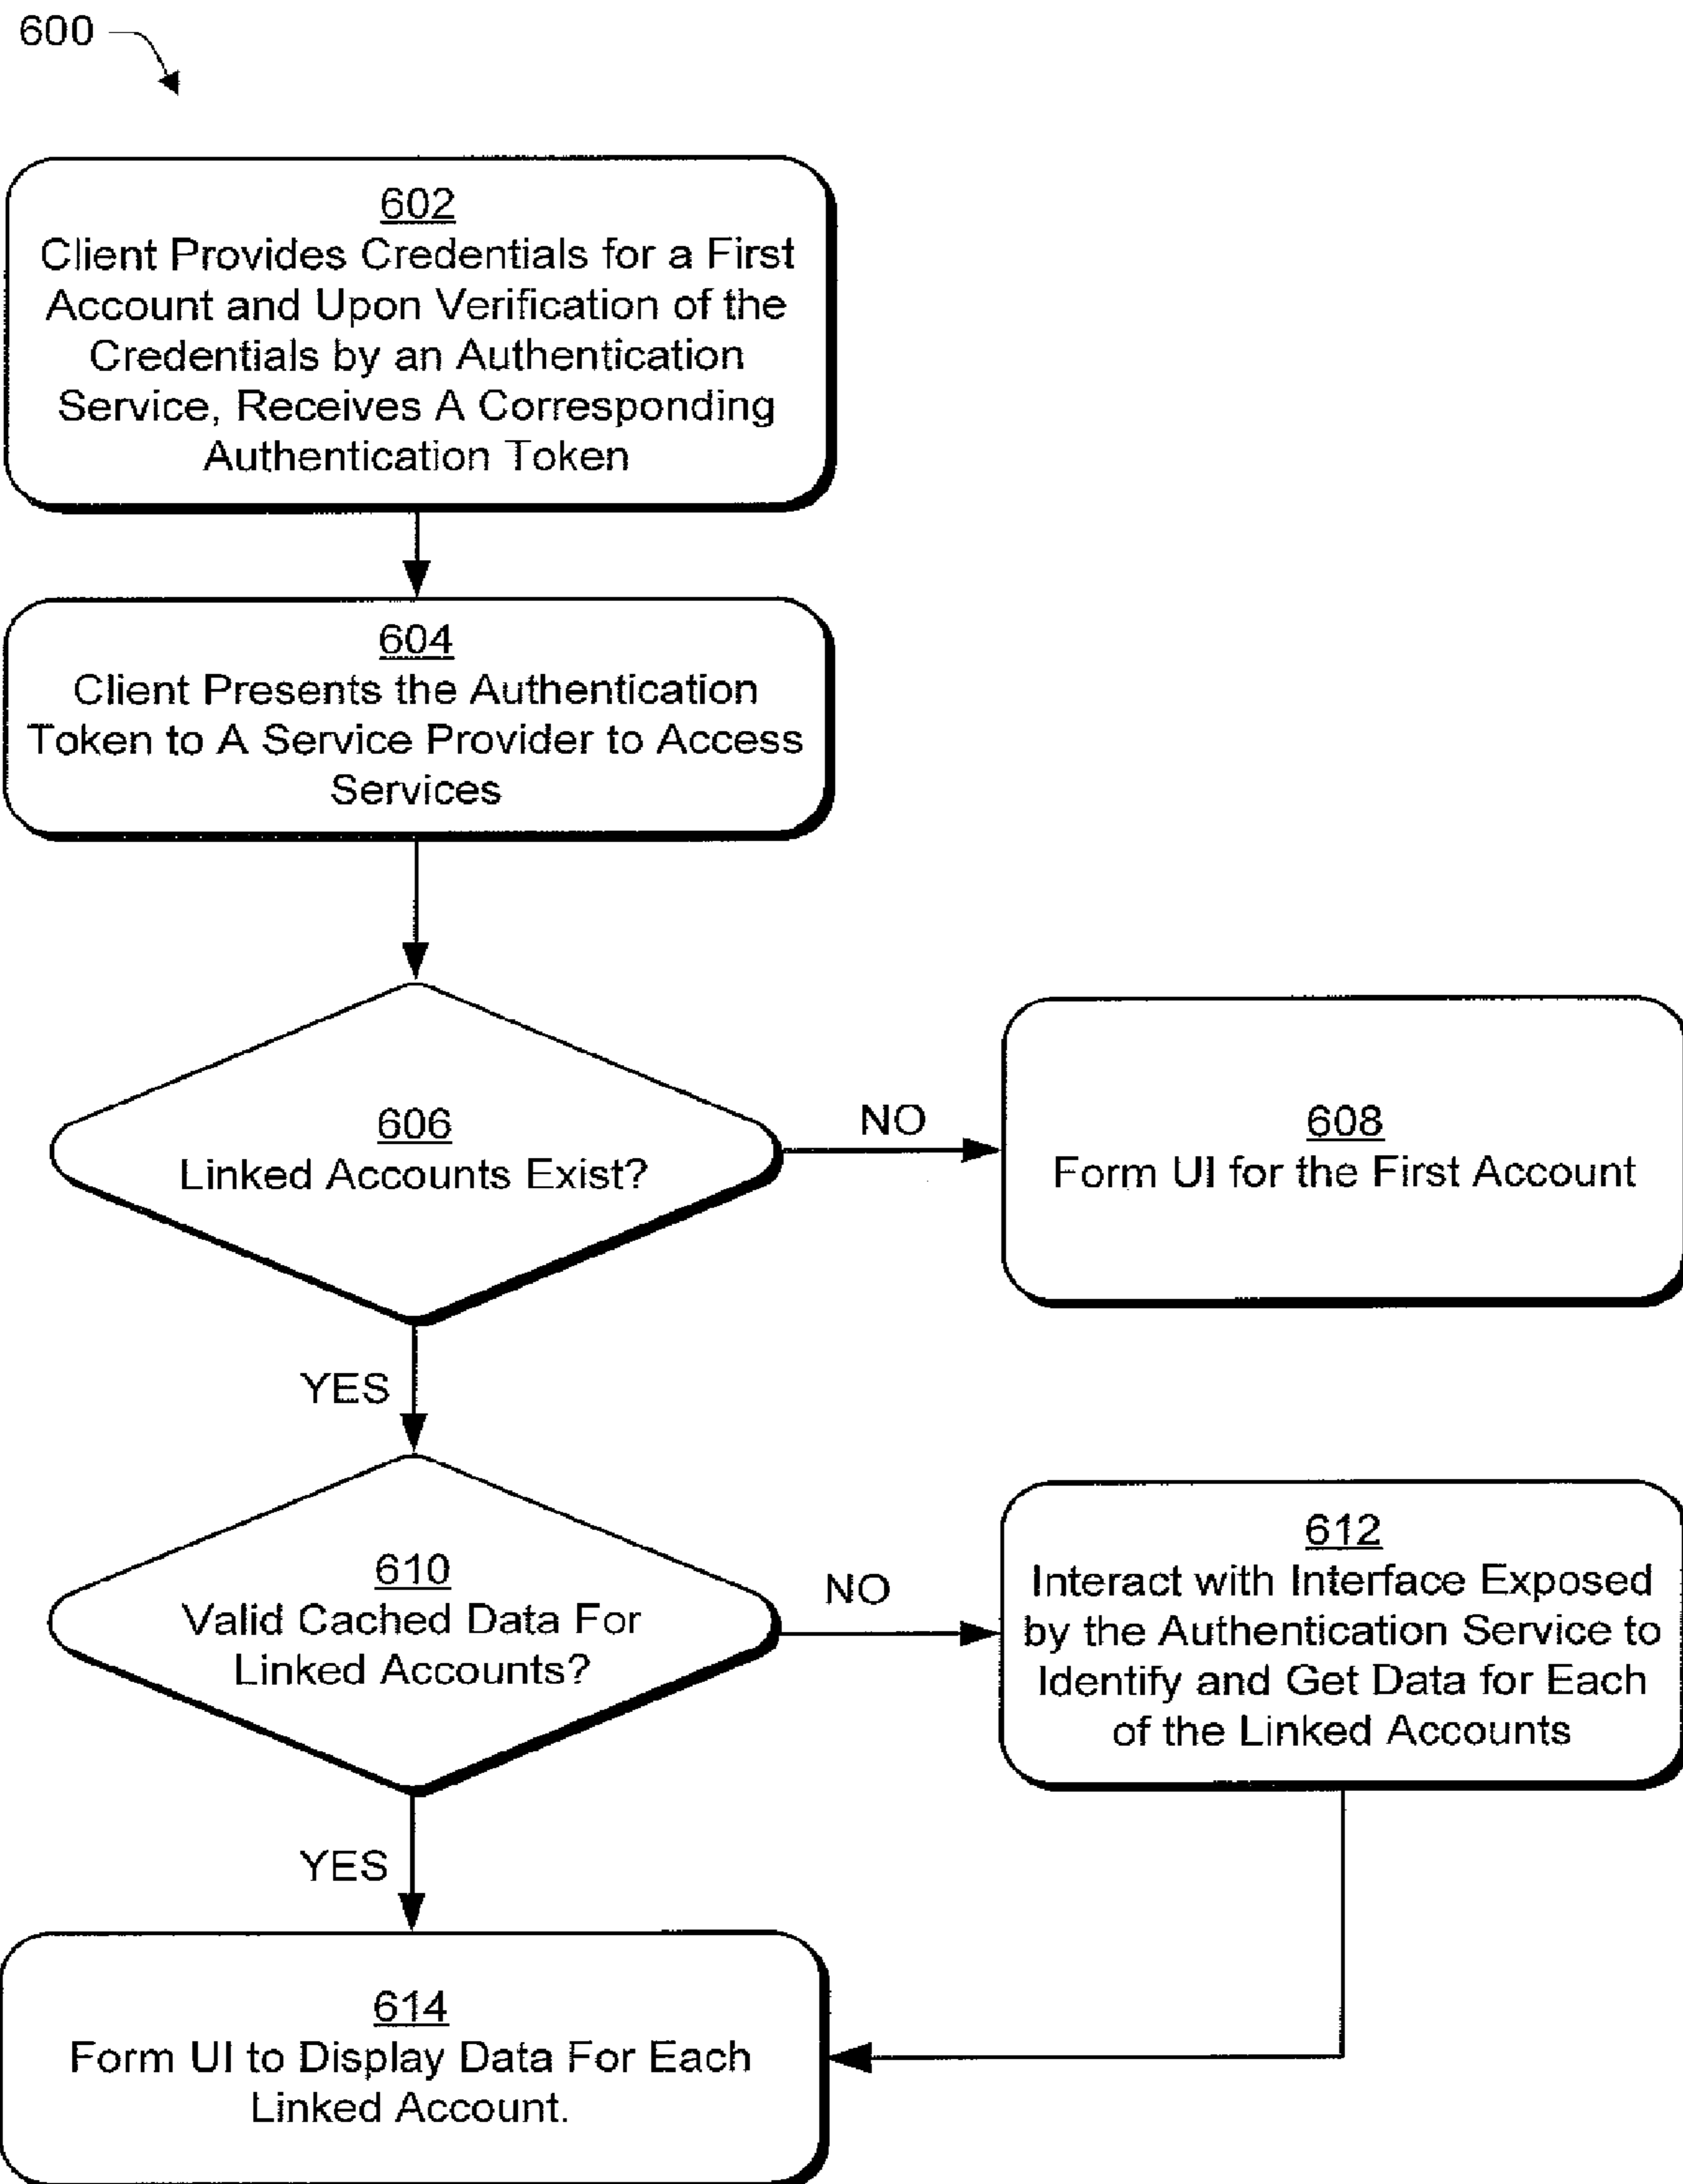 600
602
Client Provides Credentials for a First
Account and Upon Verification of the
Credentials by an Authentication
Service, Receives A Corresponding
Authentication Token
604
Client Presents the Authentication
Token to A Service Provider to Access
Services
606
Linked Accounts Exist?
NO
608
Form UI for the First Account
YES
610
Valid Cached Data For
Linked Accounts?
NO
612
Interact with Interface Exposed
by the Authentication Service to
Identify and Get Data for Each
of the Linked Accounts
YES
614
Form UI to Display Data For Each
Linked Account.